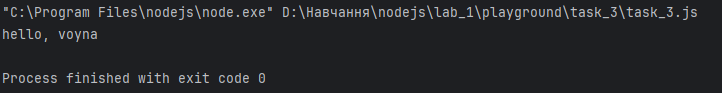 "C:\Program Files\nodejs\node.exe" D:\Навчання\nodejs\lab_1\playground\task_3\task_3.js
hello, voyna
Process finished with exit code 0